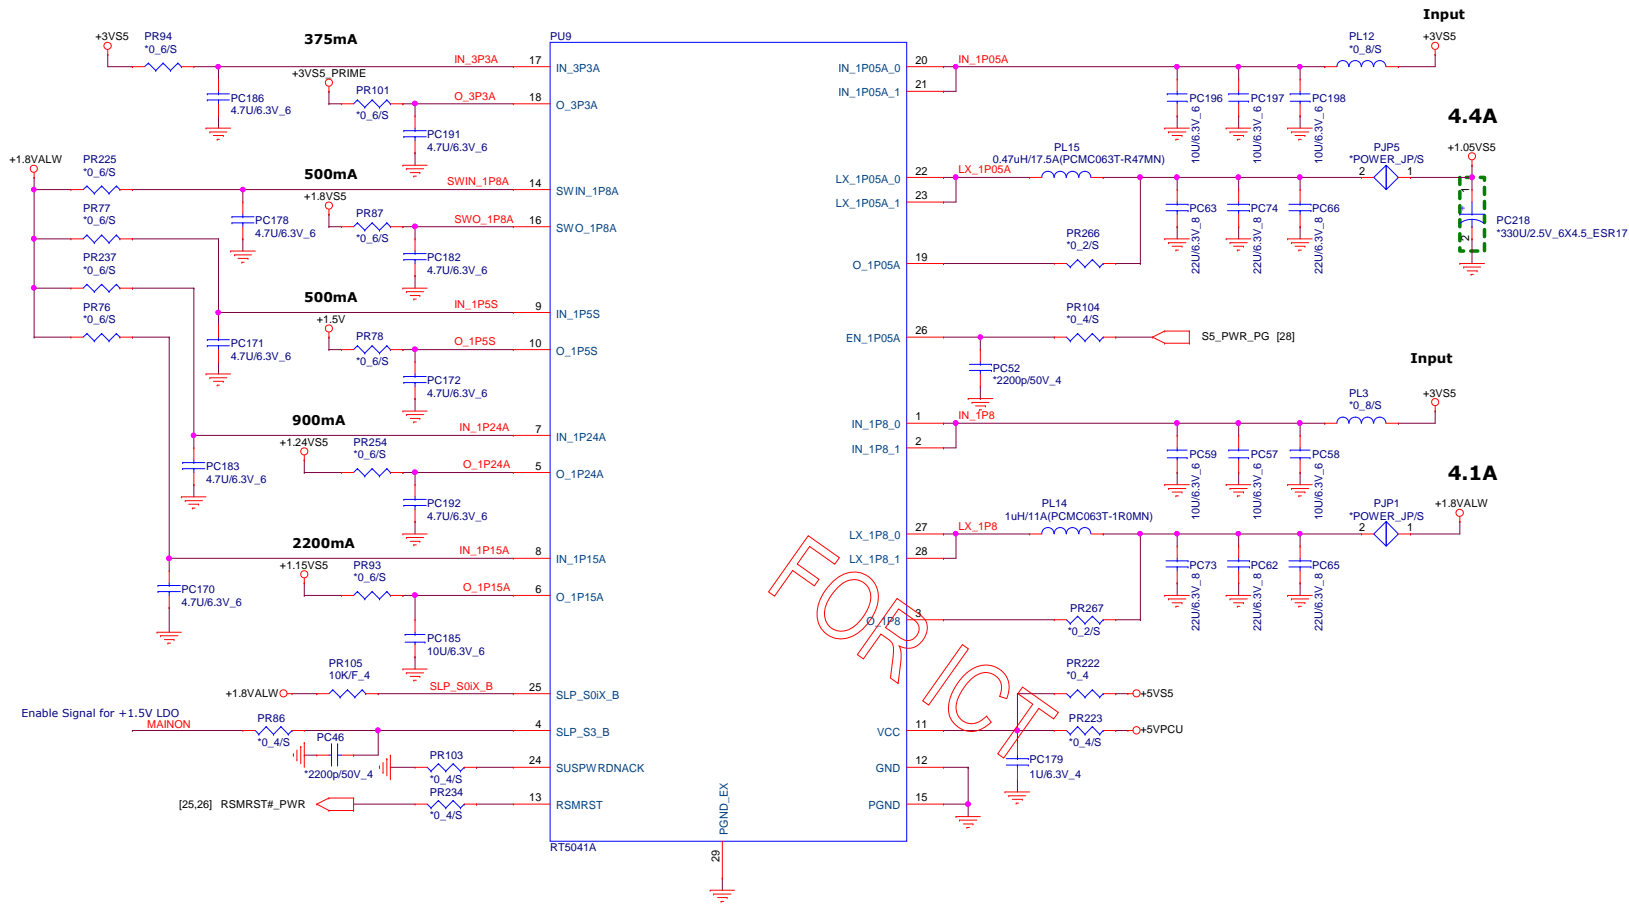 Input
+3VS5
PR94
*0_6/S
375mA
PU9
PL12
*0_8/S
+3VS5
IN_3P3A
17
IN_3P3A
IN_1P05A_0
20
IN_1P05A
+3VS5_PRIME
PR101
*0_6/S
O_3P3A
18
O_3P3A
IN_1P05A_1
21
PC186
4.7U/6.3V_6
PC191
4.7U/6.3V_6
PC196
10U/6.3V_6
PC197
10U/6.3V_6
PC198
10U/6.3V_6
4.4A
+1.8VALW
PR225
*0_6/S
500mA
PL15
0.47uH/17.5A(PCMC063T-R47MN)
PJP5
*POWER_JP/S
+1.05VS5
SWIN_1P8A
14
SWIN_1P8A
LX_1P05A_0
22
LX_1P05A
2
1
+1.8VS5
LX_1P05A_1
23
PR77
*0_6/S
PC178
4.7U/6.3V_6
PR87
*0_6/S
SWO_1P8A
16
SWO_1P8A
PC63
22U/6.3V_8
PC74
22U/6.3V_8
PC66
22U/6.3V_8
1
+
2
PC218
*330U/2.5V_6X4.5_ESR17
PR237
*0_6/S
PC182
4.7U/6.3V_6
PR266
*0_2/S
O_1P05A
19
PR76
*0_6/S
500mA
+1.5V
IN_1P5S
9
IN_1P5S
PR104
*0_4/S
PC171
4.7U/6.3V_6
PR78
*0_6/S
O_1P5S
10
O_1P5S
EN_1P05A
26
S5_PWR_PG [28]
PC172
4.7U/6.3V_6
PC52
*2200p/50V_4
Input
PL3
*0_8/S
+3VS5
900mA
+1.24VS5
IN_1P24A
7
IN_1P24A
IN_1P8_0
1
IN_1P8
IN_1P8_1
2
PR254
*0_6/S
O_1P24A
5
O_1P24A
PC183
4.7U/6.3V_6
PC192
4.7U/6.3V_6
PC59
10U/6.3V_6
PC57
10U/6.3V_6
PC58
10U/6.3V_6
4.1A
PL14
1uH/11A(PCMC063T-1R0MN)
PJP1
*POWER_JP/S
+1.8VALW
2
1
2200mA
+1.15VS5
IN_1P15A
8
IN_1P15A
LX_1P8_0
27
LX_1P8
LX_1P8_1
28
PR93
*0_6/S
O_1P15A
6
O_1P15A
PC170
4.7U/6.3V_6
PC185
10U/6.3V_6
PC73
22U/6.3V_8
PC62
22U/6.3V_8
PC65
22U/6.3V_8
O_1P8
3
PR267
*0_2/S
FOR ICT
PR105
10K/F_4
+1.8VALW
SLP_S0iX_B
25
SLP_S0iX_B
PR222
*0_4
+5VS5
Enable Signal for +1.5V LDO
MAINON
PR86
*0_4/S
4
SLP_S3_B
VCC
11
PR223
*0_4/S
+5VPCU
PC46
*2200p/50V_4
PR103
*0_4/S
24
SUSPWRDNACK
GND
12
PC179
1U/6.3V_4
[25,26] RSMRST#_PWR
PR234
*0_4/S
13
RSMRST
PGND
15
PGND_EX
29
RT5041A